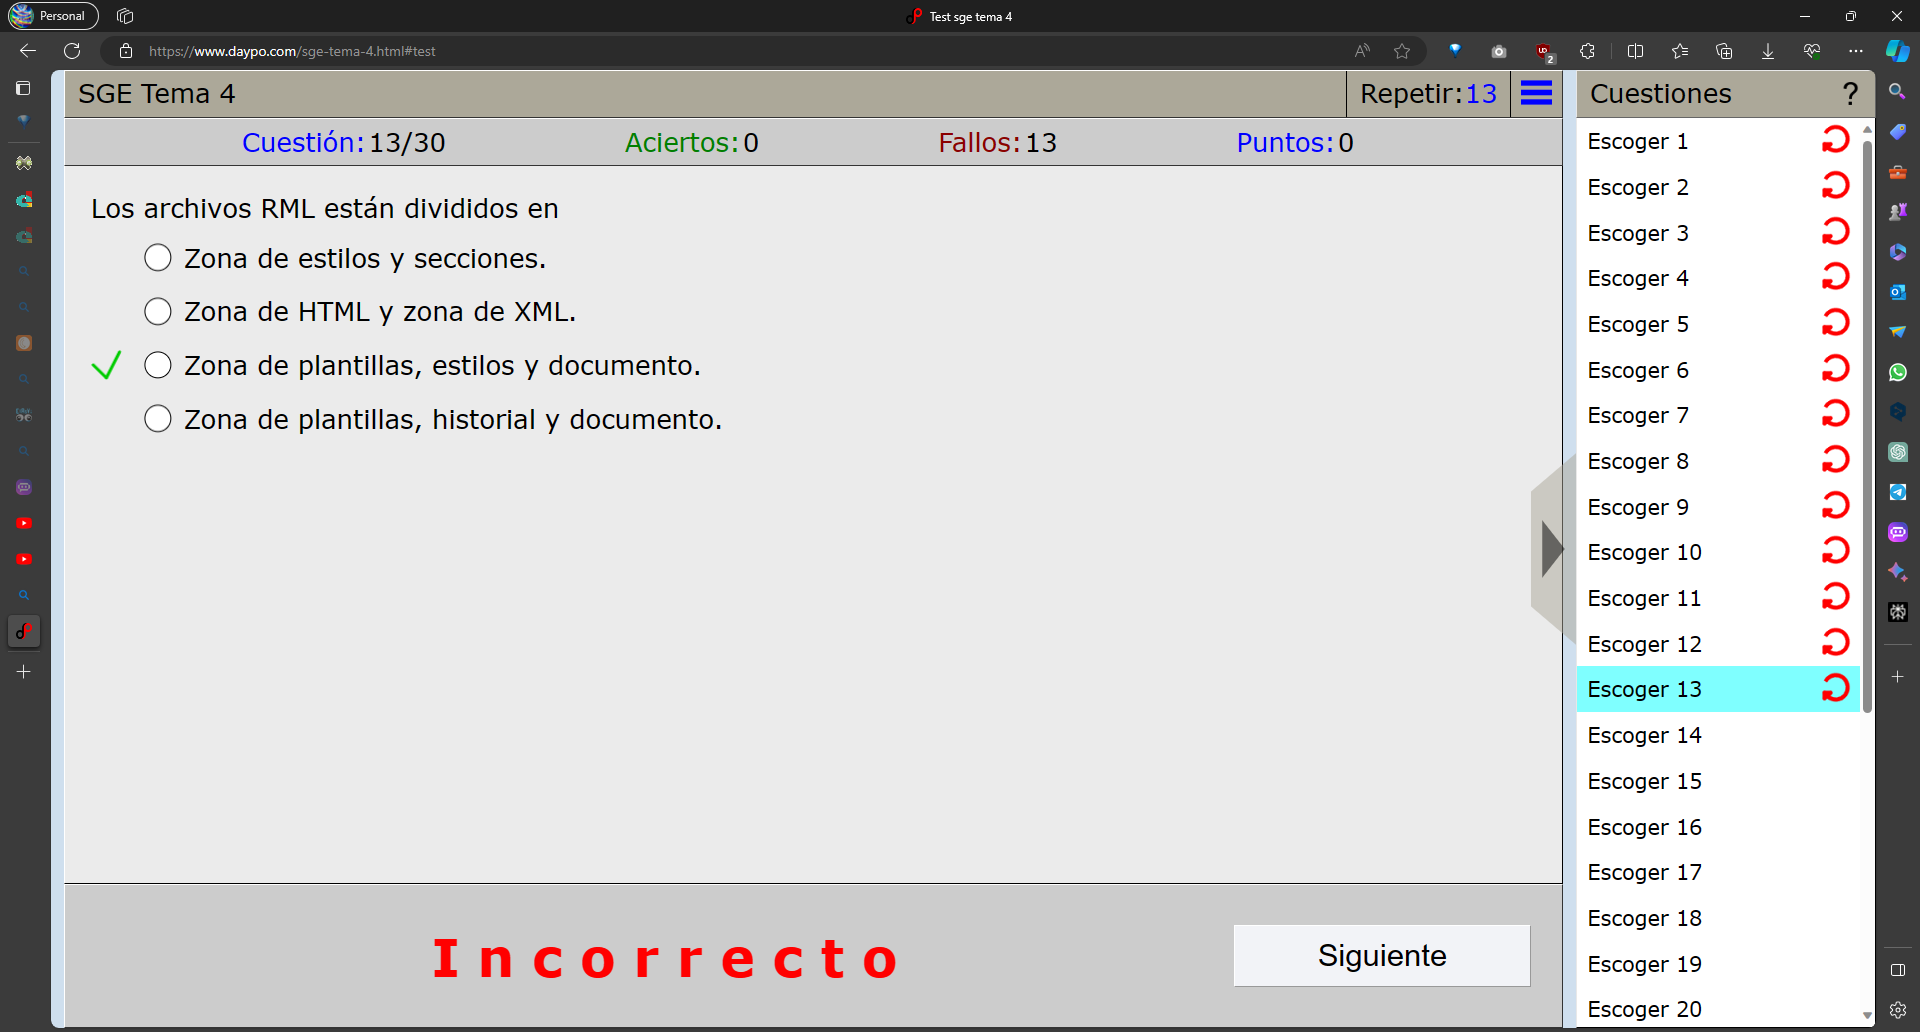 Personal
Test sge tema 4
https://www.daypo.com/sge-tema-4.html#test
2
SGE Tema 4
Repetir:13
Cuestiones
?
Cuestión:13/30
Aciertos:0
Fallos:13
Puntos:0
Los archivos RML están divididos en
Zona de estilos y secciones.
Zona de HTML y zona de XML.
Zona de plantillas, estilos y documento.
Zona de plantillas, historial y documento.
Incorrecto
Siguiente
Escoger 1
Escoger 2
Escoger 3
Escoger 4
Escoger 5
Escoger 6
Escoger 7
Escoger 8
Escoger 9
Escoger 10
Escoger 11
Escoger 12
Escoger 13
Escoger 14
Escoger 15
Escoger 16
Escoger 17
Escoger 18
Escoger 19
Escoger 20